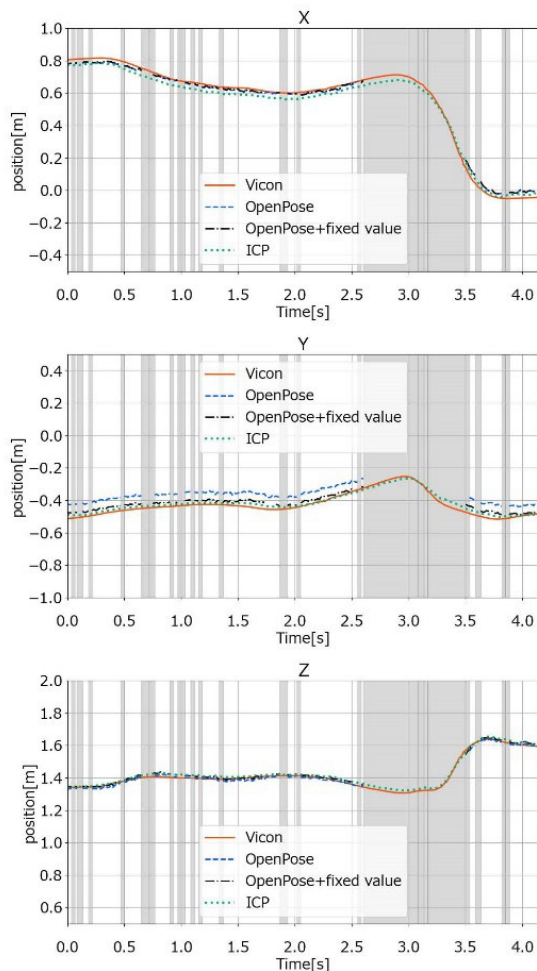 X
1.0
0.8
0.6
0.4
0.2
0.0
−0.2
−0.4
position[m]
Vicon
OpenPose
OpenPose+fixed value
ICP
0.0 0.5 1.0 1.5 2.0 2.5 3.0 3.5 4.0
Time[s]
Y
0.4
0.2
0.0
−0.2
−0.4
−0.6
−0.8
−1.0
position[m]
Vicon
OpenPose
OpenPose+fixed value
ICP
0.0 0.5 1.0 1.5 2.0 2.5 3.0 3.5 4.0
Time[s]
Z
2.0
1.8
1.6
1.4
1.2
1.0
0.8
0.6
position[m]
Vicon
OpenPose
OpenPose+fixed value
ICP
0.0 0.5 1.0 1.5 2.0 2.5 3.0 3.5 4.0
Time[s]